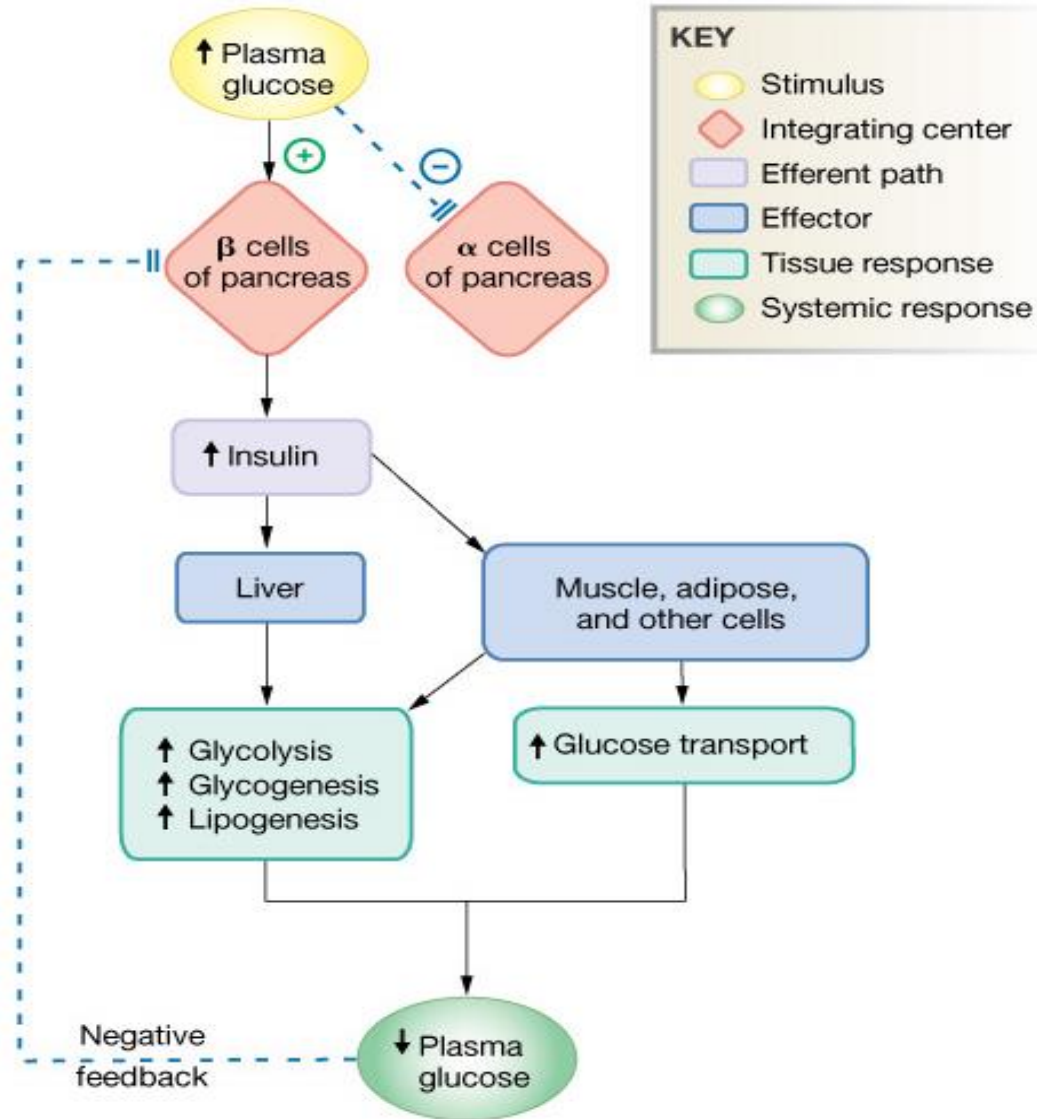 ↑ Plasma
glucose
+
−
β cells
of pancreas
α cells
of pancreas
↑ Insulin
Liver
Muscle, adipose,
and other cells
↑ Glycolysis
↑ Glycogenesis
↑ Lipogenesis
↑ Glucose transport
↓ Plasma
glucose
Negative
feedback
KEY
Stimulus
Integrating center
Efferent path
Effector
Tissue response
Systemic response